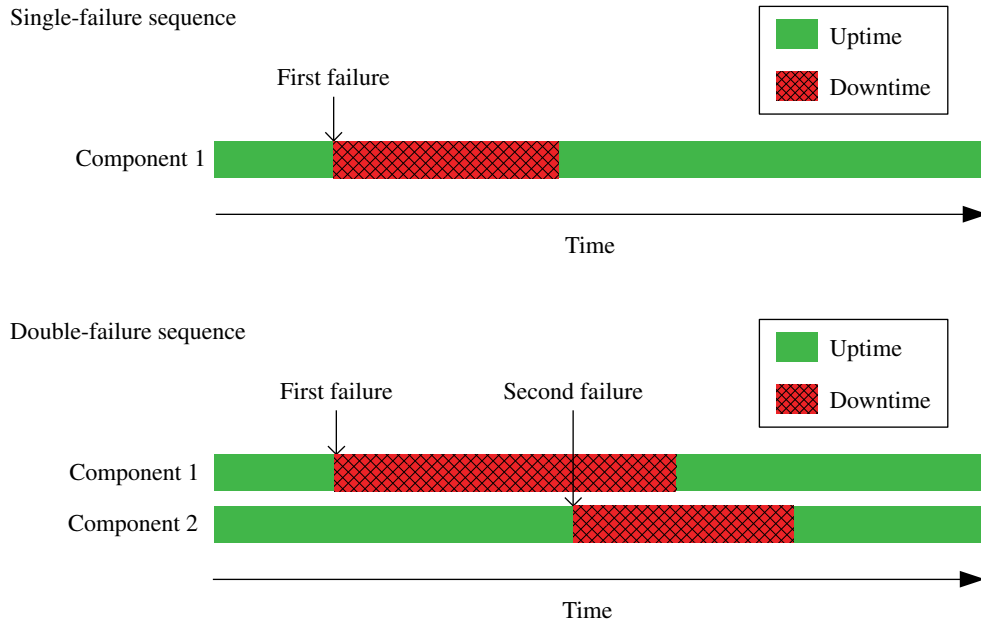 Single-failure sequence
Uptime
Downtime
First failure
Component 1
Time
Double-failure sequence
Uptime
Downtime
First failure
Second failure
Component 1
Component 2
Time